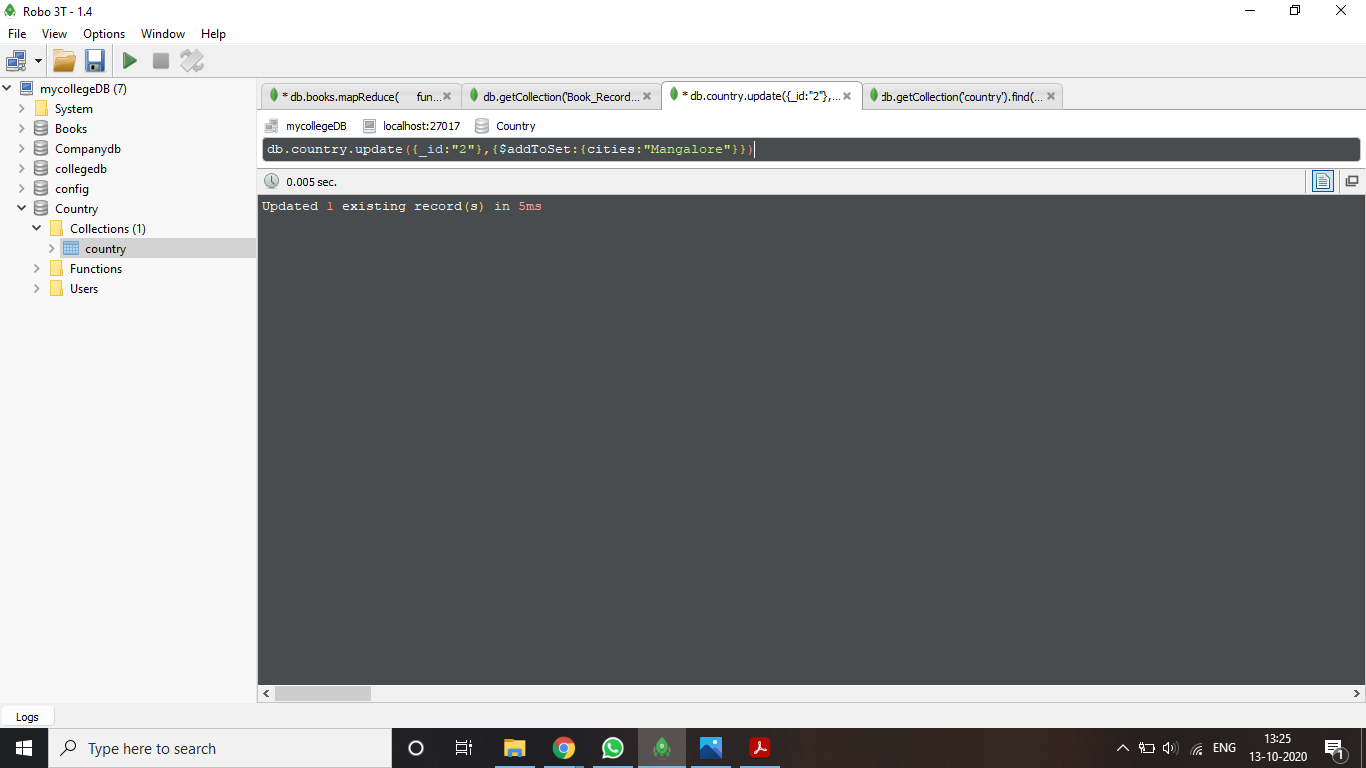 Robo 3T - 1.4
File View Options Window Help
mycollegeDB (7)
System
Books
Companydb
collegedb
config
Country
Collections (1)
country
Functions
Users
* db.books.mapReduce( fun... db.getCollection('Book_Record... * db.country.update({_id:"2"},... db.getCollection('country').find(...
mycollegeDB localhost:27017 Country
db.country.update({_id:"2"},{$addToSet:{cities:"Mangalore"}})
0.005 sec.
Updated 1 existing record(s) in 5ms
Logs
Type here to search
ENG
13:25
13-10-2020
1